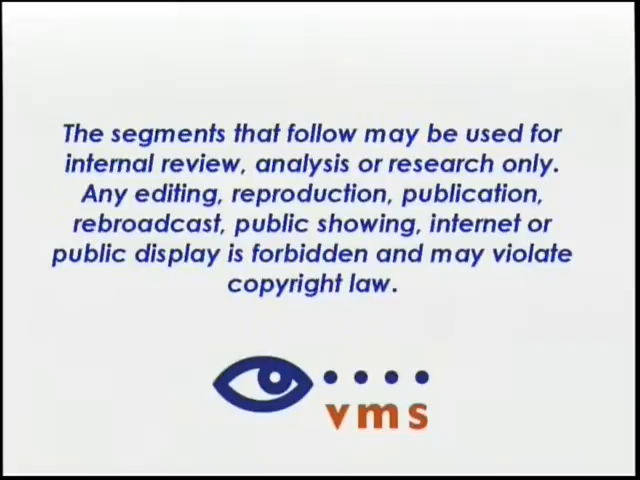 The segments that follow may be used for
internal review, analysis or research only.
Any editing, reproduction, publication,
rebroadcast, public showing, internet or
public display is forbidden and may violate
copyright law.
vms